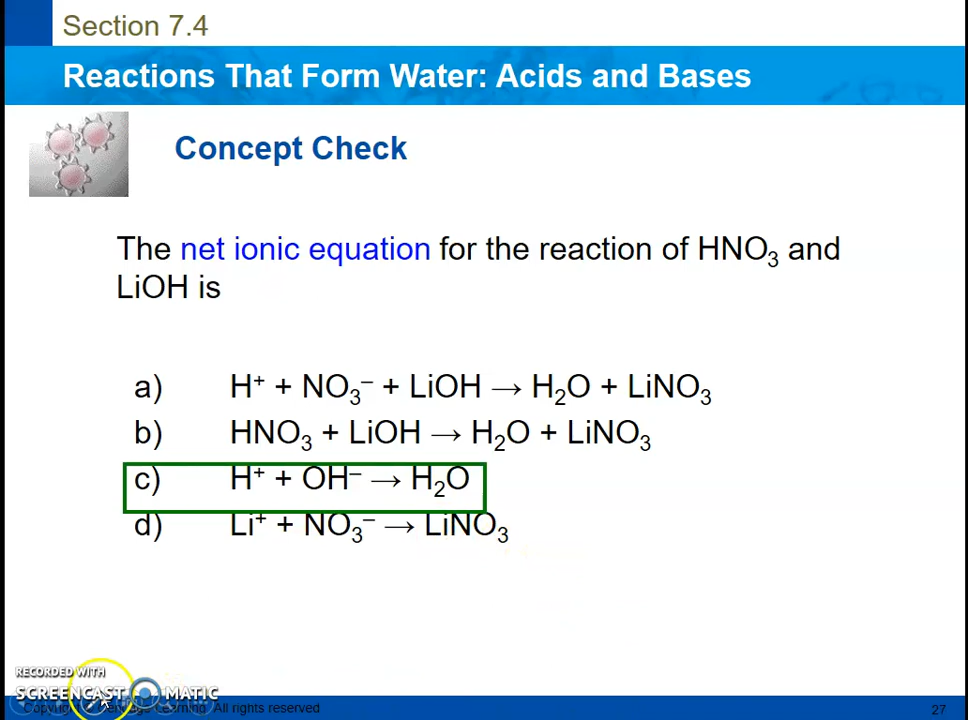 Section 7.4
Reactions That Form Water: Acids and Bases
Concept Check
The net ionic equation for the reaction of HNO₃ and
LiOH is
a) H⁺ + NO₃⁻ + LiOH → H₂O + LiNO₃
b) HNO₃ + LiOH → H₂O + LiNO₃
c) H⁺ + OH⁻ → H₂O
d) Li⁺ + NO₃⁻ → LiNO₃
RECORDED WITH
SCREENCAST MATIC
Learning. All rights reserved
27